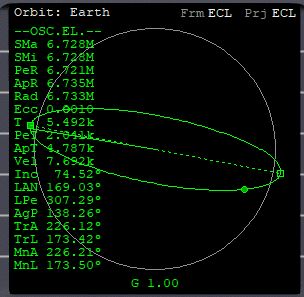 Orbit: Earth Frm ECL Prj ECL
--OSC.EL.--
SMa 6.728M
SMi 6.728M
PeR 6.721M
ApR 6.735M
Rad 6.733M
Ecc 0.0010
T 5.492k
PeT 2.041k
ApT 4.787k
Vel 7.692k
Inc 74.52°
LAN 169.03°
LPe 307.29°
AgP 138.26°
TrA 226.12°
TrL 173.42°
MnA 226.21°
MnL 173.50°
G 1.00